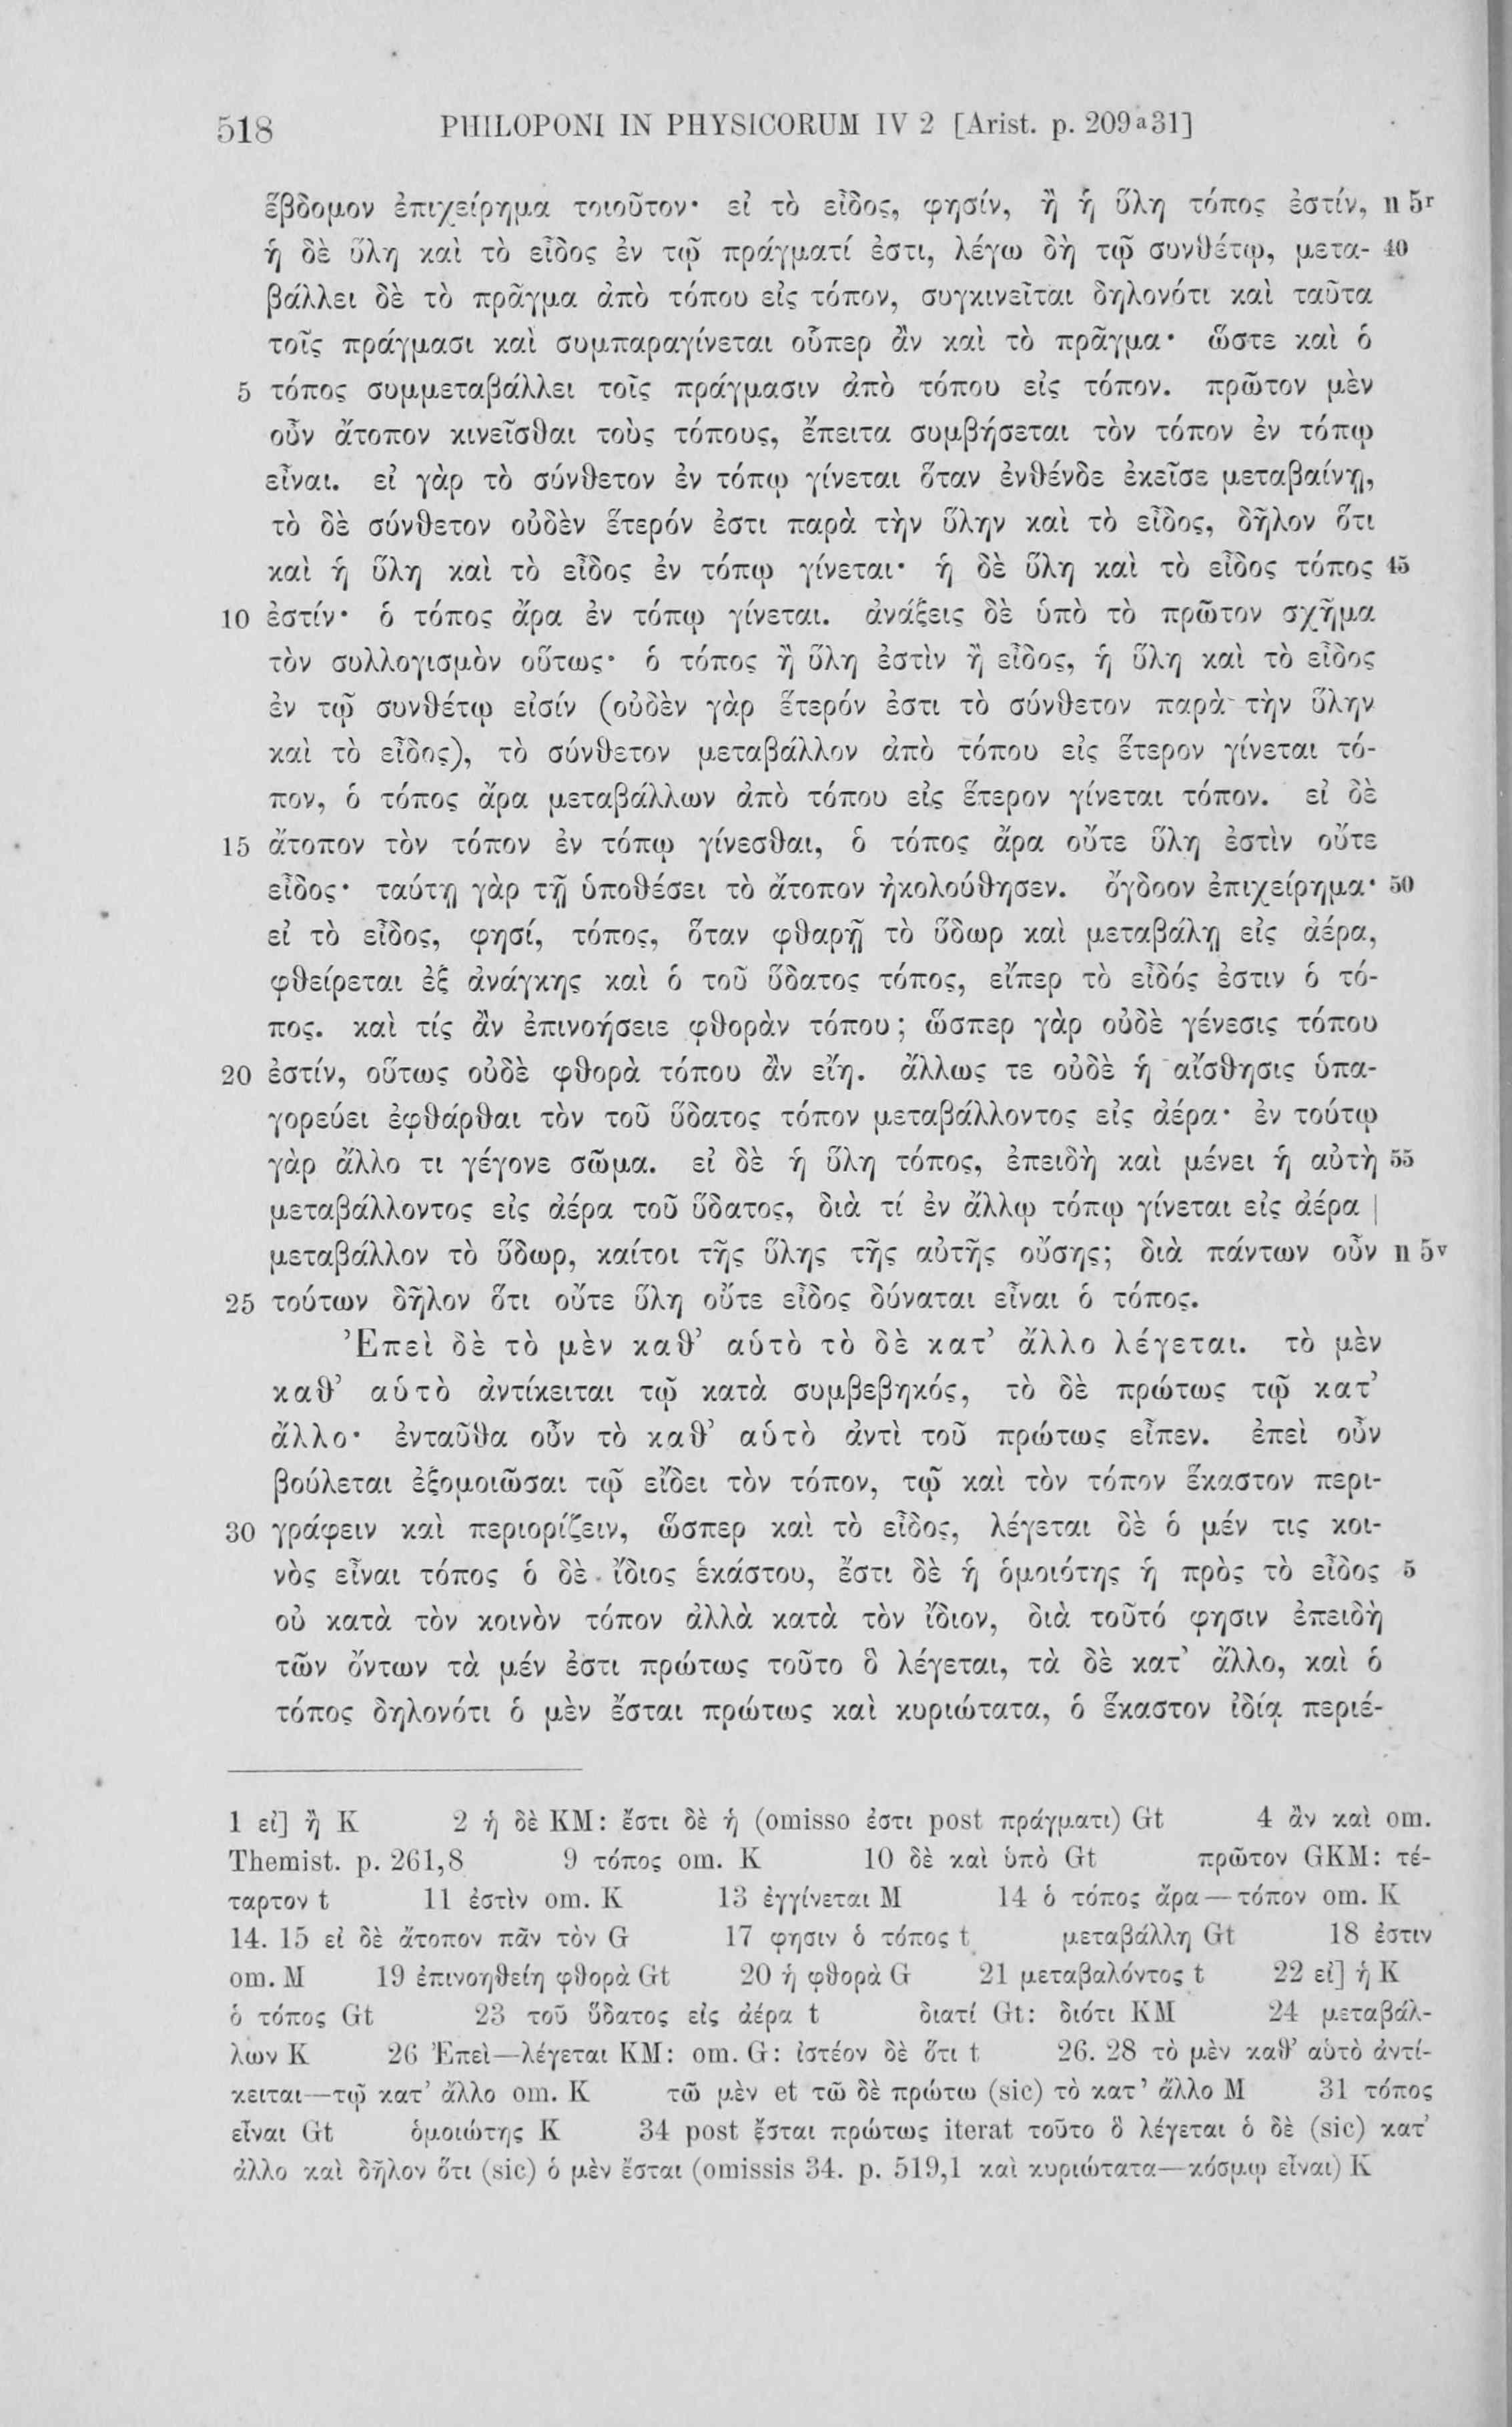 518 PHILOPONI IN PHYSICORUM IV 2 [Arist. p. 209ᵃ31]
ἕβδομον ἐπιχείρημα τοιοῦτον· εἰ τὸ εἶδος, φησίν, ἢ ἡ ὕλη τόπος ἐστίν, n 5ʳ
ἡ δὲ ὕλη καὶ τὸ εἶδος ἐν τῷ πράγματί ἐστι, λέγω δὴ τῷ συνθέτῳ, μετα- 40
βάλλει δὲ τὸ πρᾶγμα ἀπὸ τόπου εἰς τόπον, συγκινεῖται δηλονότι καὶ ταῦτα
τοῖς πράγμασι καὶ συμπαραγίνεται οὗπερ ἂν καὶ τὸ πρᾶγμα· ὥστε καὶ ὁ
5 τόπος συμμεταβάλλει τοῖς πράγμασιν ἀπὸ τόπου εἰς τόπον. πρῶτον μὲν
οὖν ἄτοπον κινεῖσθαι τοὺς τόπους, ἔπειτα συμβήσεται τὸν τόπον ἐν τόπῳ
εἶναι. εἰ γὰρ τὸ σύνθετον ἐν τόπῳ γίνεται ὅταν ἐνθένδε ἐκεῖσε μεταβαίνῃ,
τὸ δὲ σύνθετον οὐδὲν ἕτερόν ἐστι παρὰ τὴν ὕλην καὶ τὸ εἶδος, δῆλον ὅτι
καὶ ἡ ὕλη καὶ τὸ εἶδος ἐν τόπῳ γίνεται· ἡ δὲ ὕλη καὶ τὸ εἶδος τόπος 45
10 ἐστίν· ὁ τόπος ἄρα ἐν τόπῳ γίνεται. ἀνάξεις δὲ ὑπὸ τὸ πρῶτον σχῆμα
τὸν συλλογισμὸν οὕτως· ὁ τόπος ἢ ὕλη ἐστὶν ἢ εἶδος, ἡ ὕλη καὶ τὸ εἶδος
ἐν τῷ συνθέτῳ εἰσίν (οὐδὲν γὰρ ἕτερόν ἐστι τὸ σύνθετον παρὰ τὴν ὕλην
καὶ τὸ εἶδος), τὸ σύνθετον μεταβάλλον ἀπὸ τόπου εἰς ἕτερον γίνεται τό-
πον, ὁ τόπος ἄρα μεταβάλλων ἀπὸ τόπου εἰς ἕτερον γίνεται τόπον. εἰ δὲ
15 ἄτοπον τὸν τόπον ἐν τόπῳ γίνεσθαι, ὁ τόπος ἄρα οὔτε ὕλη ἐστὶν οὔτε
εἶδος· ταύτῃ γὰρ τῇ ὑποθέσει τὸ ἄτοπον ἠκολούθησεν. ὄγδοον ἐπιχείρημα· 50
εἰ τὸ εἶδος, φησί, τόπος, ὅταν φθαρῇ τὸ ὕδωρ καὶ μεταβάλῃ εἰς ἀέρα,
φθείρεται ἐξ ἀνάγκης καὶ ὁ τοῦ ὕδατος τόπος, εἴπερ τὸ εἶδός ἐστιν ὁ τό-
πος. καὶ τίς ἂν ἐπινοήσειε φθορὰν τόπου; ὥσπερ γὰρ οὐδὲ γένεσις τόπου
20 ἐστίν, οὕτως οὐδὲ φθορὰ τόπου ἂν εἴη. ἄλλως τε οὐδὲ ἡ αἴσθησις ὑπα-
γορεύει ἐφθάρθαι τὸν τοῦ ὕδατος τόπον μεταβάλλοντος εἰς ἀέρα· ἐν τούτῳ
γὰρ ἄλλο τι γέγονε σῶμα. εἰ δὲ ἡ ὕλη τόπος, ἐπειδὴ καὶ μένει ἡ αὐτὴ 55
μεταβάλλοντος εἰς ἀέρα τοῦ ὕδατος, διὰ τί ἐν ἄλλῳ τόπῳ γίνεται εἰς ἀέρα |
μεταβάλλον τὸ ὕδωρ, καίτοι τῆς ὕλης τῆς αὐτῆς οὔσης; διὰ πάντων οὖν n 5ᵛ
25 τούτων δῆλον ὅτι οὔτε ὕλη οὔτε εἶδος δύναται εἶναι ὁ τόπος.
Ἐπεὶ δὲ τὸ μὲν καθ’ αὑτὸ τὸ δὲ κατ’ ἄλλο λέγεται. τὸ μὲν
καθ’ αὑτὸ ἀντίκειται τῷ κατὰ συμβεβηκός, τὸ δὲ πρώτως τῷ κατ’
ἄλλο· ἐνταῦθα οὖν τὸ καθ’ αὑτὸ ἀντὶ τοῦ πρώτως εἶπεν. ἐπεὶ οὖν
βούλεται ἐξομοιῶσαι τῷ εἴδει τὸν τόπον, τῷ καὶ τὸν τόπον ἕκαστον περι-
30 γράφειν καὶ περιορίζειν, ὥσπερ καὶ τὸ εἶδος, λέγεται δὲ ὁ μέν τις κοι-
νὸς εἶναι τόπος ὁ δὲ ἴδιος ἑκάστου, ἔστι δὲ ἡ ὁμοιότης ἡ πρὸς τὸ εἶδος 5
οὐ κατὰ τὸν κοινὸν τόπον ἀλλὰ κατὰ τὸν ἴδιον, διὰ τοῦτό φησιν ἐπειδὴ
τῶν ὄντων τὰ μέν ἐστι πρώτως τοῦτο ὃ λέγεται, τὰ δὲ κατ’ ἄλλο, καὶ ὁ
τόπος δηλονότι ὁ μὲν ἔσται πρώτως καὶ κυριώτατα, ὁ ἕκαστον ἰδίᾳ περιέ-
1 εἰ] ἢ K 2 ἡ δὲ KM: ἔστι δὲ ἡ (omisso ἐστι post πράγματι) Gt 4 ἂν καὶ om.
Themist. p. 261,8 9 τόπος om. K 10 δὲ καὶ ὑπὸ Gt πρῶτον GKM: τέ-
ταρτον t 11 ἐστὶν om. K 13 ἐγγίνεται M 14 ὁ τόπος ἄρα—τόπον om. K
14. 15 εἰ δὲ ἄτοπον πᾶν τὸν G 17 φησιν ὁ τόπος t μεταβάλλη Gt 18 ἐστιν
om. M 19 ἐπινοηθείη φθορὰ Gt 20 ἡ φθορὰ G 21 μεταβαλόντος t 22 εἰ] ἡ K
ὁ τόπος Gt 23 τοῦ ὕδατος εἰς ἀέρα t διατί Gt: διότι KM 24 μεταβάλ-
λων K 26 Ἐπεὶ—λέγεται KM: om. G: ἰστέον δὲ ὅτι t 26. 28 τὸ μὲν καθ’ αὑτὸ ἀντί-
κειται—τῷ κατ’ ἄλλο om. K τῶ μὲν et τῶ δὲ πρώτω (sic) τὸ κατ’ ἄλλο M 31 τόπος
εἶναι Gt ὁμοιώτης K 34 post ἔσται πρώτως iterat τοῦτο ὃ λέγεται ὁ δὲ (sic) κατ’
ἄλλο καὶ δῆλον ὅτι (sic) ὁ μὲν ἔσται (omissis 34. p. 519,1 καὶ κυριώτατα—κόσμῳ εἶναι) K